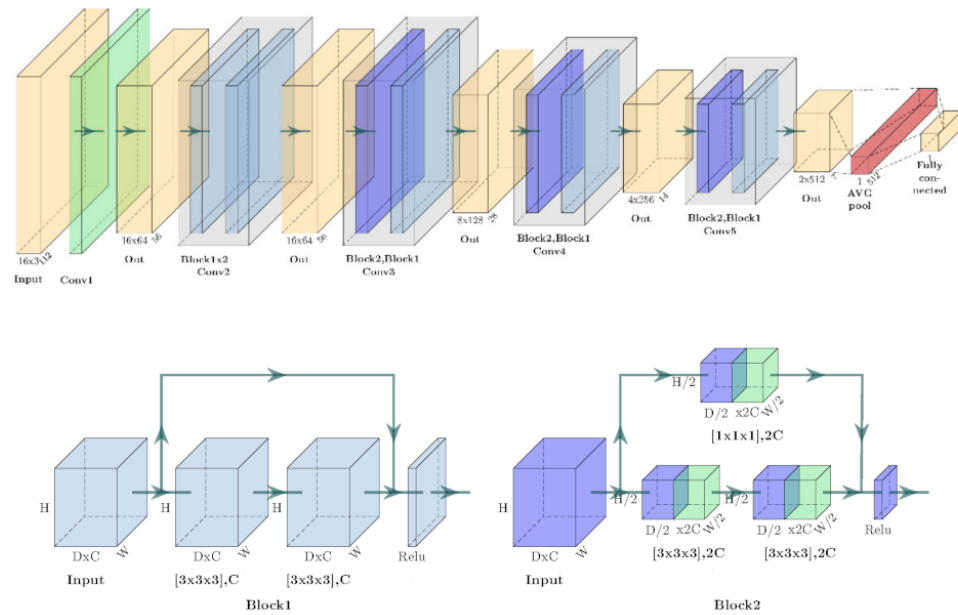 16x3
112
Input
Conv1
16x64
56
Out
Block1x2
Conv2
16x64
56
Out
Block2,Block1
Conv3
8x128
28
Out
Block2,Block1
Conv4
4x256
14
Out
Block2,Block1
Conv5
2x512
7
Out
1
512
AVG
pool
1
Fully
con-
nected
H
DxC
W
Input
H
DxC
W
[3x3x3],C
H
DxC
W
[3x3x3],C
Relu
Block1
H
DxC
W
Input
H/2
D/2
x2C
W/2
[1x1x1],2C
H/2
D/2
x2C
W/2
[3x3x3],2C
H/2
D/2
x2C
W/2
[3x3x3],2C
Relu
Block2